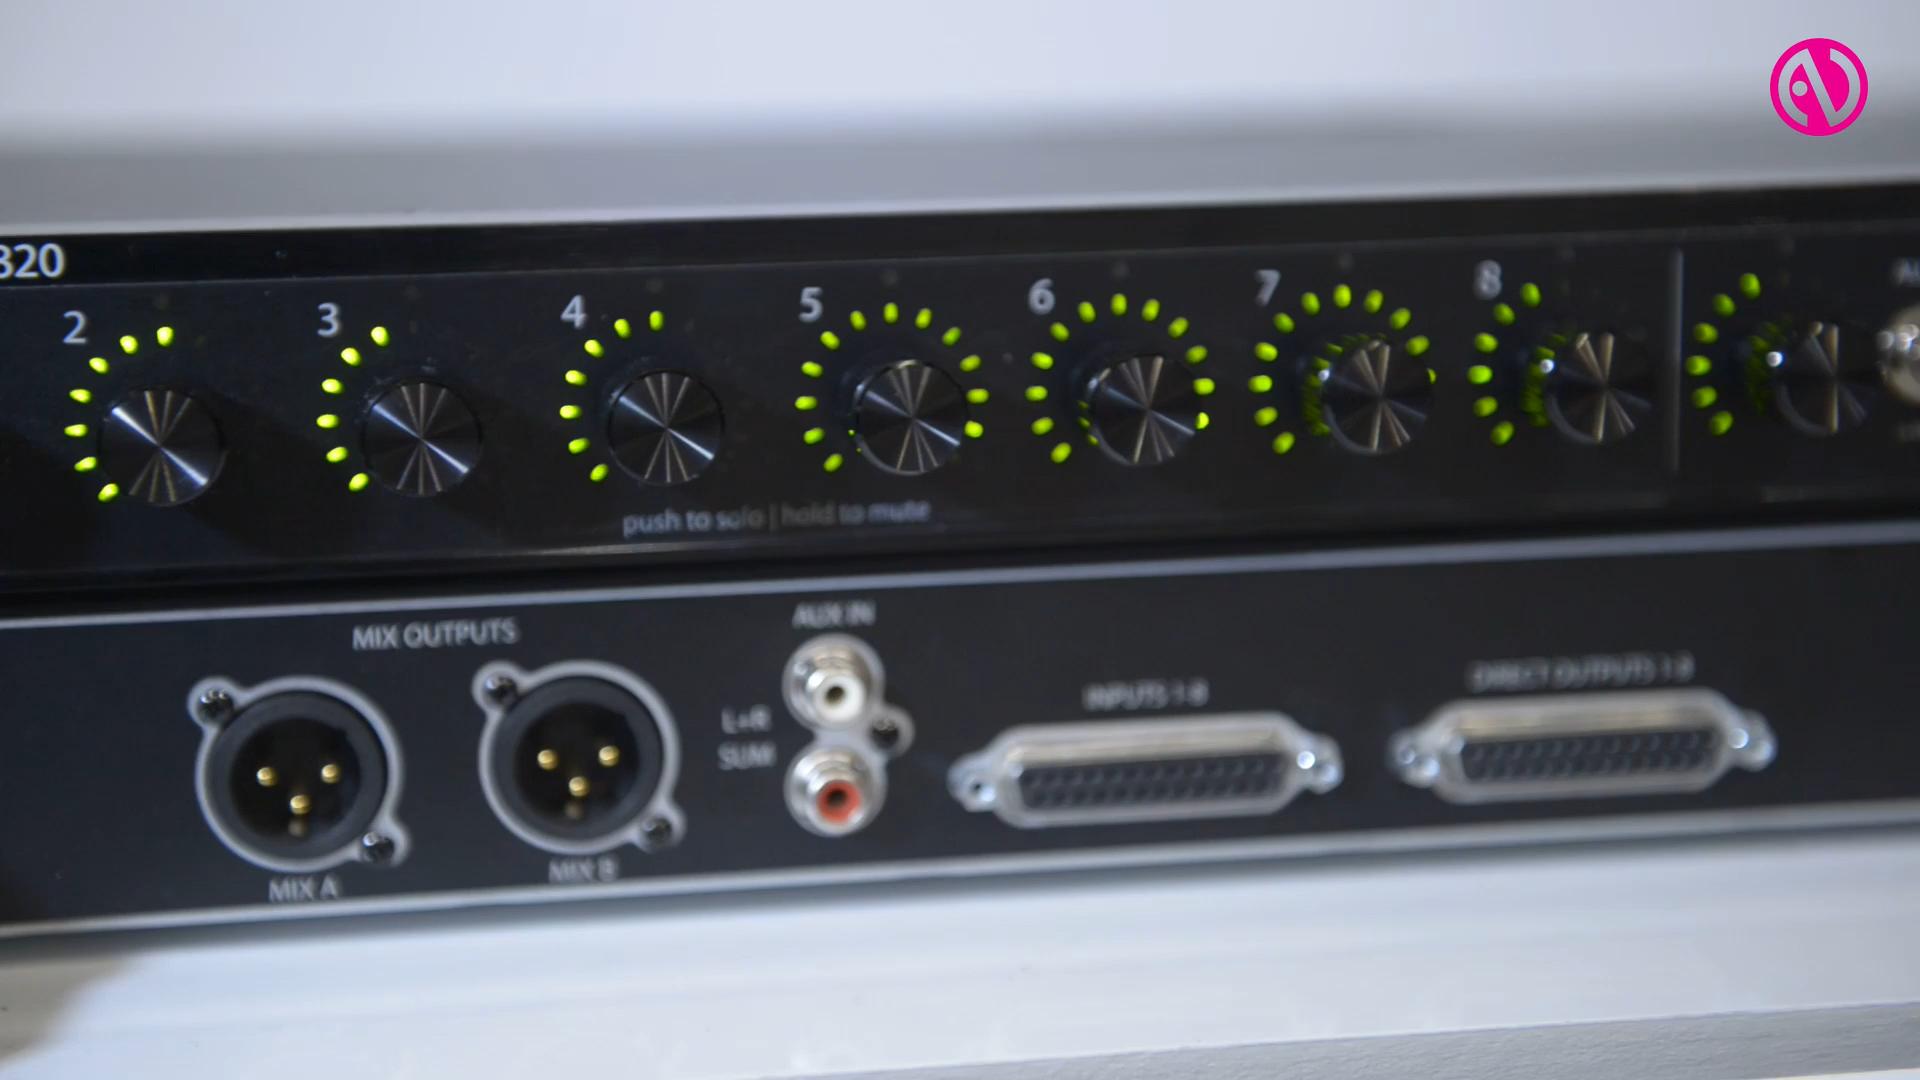 820
2 3 4 5 6 7 8
push to solo | hold to mute
MIX OUTPUTS
AUX IN
L+R
SUM
INPUTS 1-8
DIRECT OUTPUTS 1-8
MIX A
MIX B